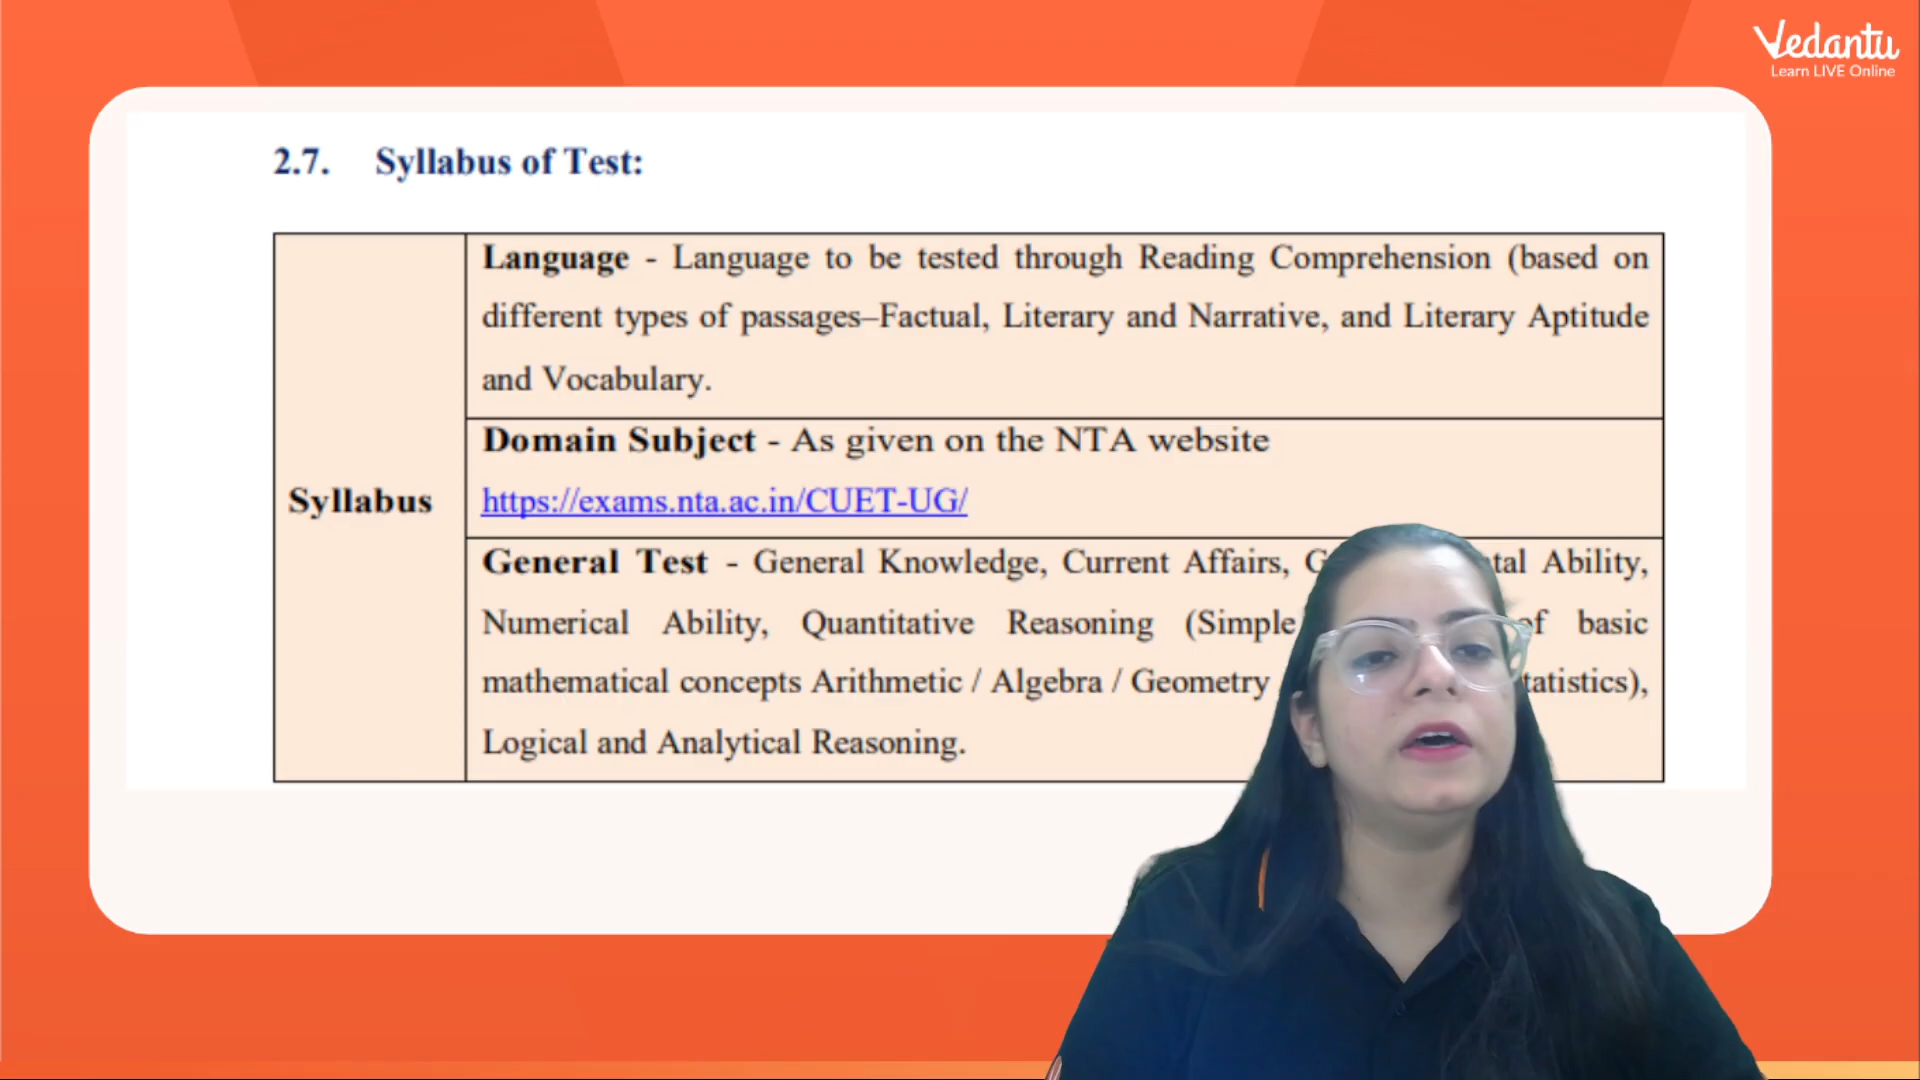 Vedantu
Learn LIVE Online
2.7. Syllabus of Test:
Language - Language to be tested through Reading Comprehension (based on
different types of passages–Factual, Literary and Narrative, and Literary Aptitude
and Vocabulary.
Domain Subject - As given on the NTA website
Syllabus
https://exams.nta.ac.in/CUET-UG/
General Test - General Knowledge, Current Affairs, Ability,
Numerical Ability, Quantitative Reasoning (Simple of basic
mathematical concepts Arithmetic / Algebra / Geometry
Logical and Analytical Reasoning.